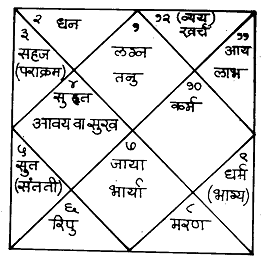 २
धन
३
सहज
(पराक्रम)
१
लग्न
तनु
१२ (व्यय)
खर्च
११
आय
लाभ
४
आवय वा सुख
१०
कर्म
५
सुत
(संतती)
७
जाया
भार्या
९
धर्म
(भाग्य)
६
रिपु
८
मरण